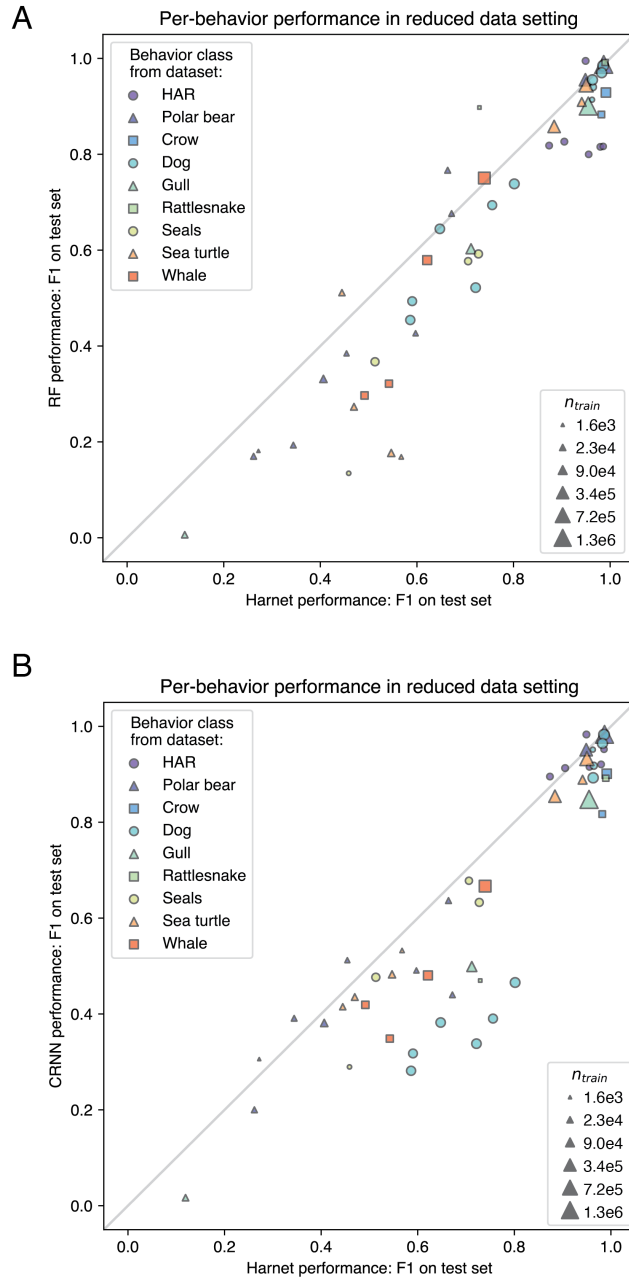 A
Per-behavior performance in reduced data setting
Behavior class
from dataset:
HAR
Polar bear
Crow
Dog
Gull
Rattlesnake
Seals
Sea turtle
Whale
n_train
1.6e3
2.3e4
9.0e4
3.4e5
7.2e5
1.3e6
RF performance: F1 on test set
1.0
0.8
0.6
0.4
0.2
0.0
0.0 0.2 0.4 0.6 0.8 1.0
Harnet performance: F1 on test set
B
Per-behavior performance in reduced data setting
Behavior class
from dataset:
HAR
Polar bear
Crow
Dog
Gull
Rattlesnake
Seals
Sea turtle
Whale
n_train
1.6e3
2.3e4
9.0e4
3.4e5
7.2e5
1.3e6
CRNN performance: F1 on test set
1.0
0.8
0.6
0.4
0.2
0.0
0.0 0.2 0.4 0.6 0.8 1.0
Harnet performance: F1 on test set